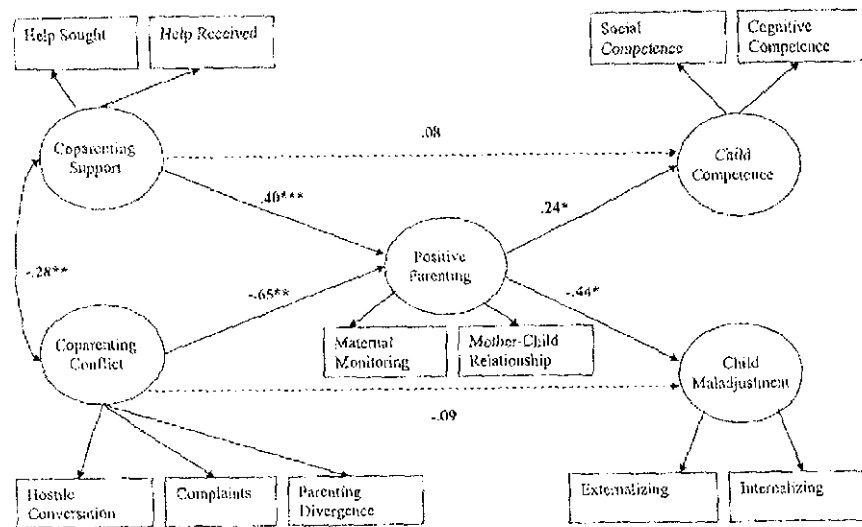 Help Sought
Help Received
Social
Competence
Cognitive
Competence
Coparenting
Support
.08
Child
Competence
.40***
.24*
Positive
Parenting
-.28**
-.65**
-.44*
Maternal
Monitoring
Mother-Child
Relationship
Coparenting
Conflict
Child
Maladjustment
-.09
Hostile
Conversation
Complaints
Parenting
Divergence
Externalizing
Internalizing